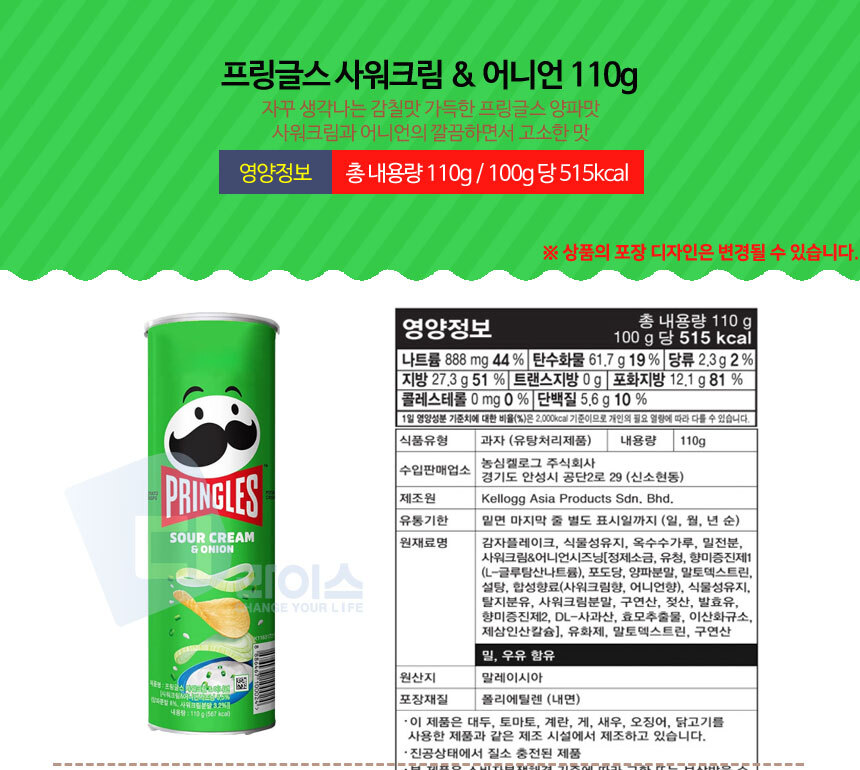 프링글스 사워크림 & 어니언 110g
자꾸 생각나는 감칠맛 가득한 프링글스 양파맛
사워크림과 어니언의 깔끔하면서 고소한 맛
영양정보 총 내용량 110g / 100g 당 515kcal
※ 상품의 포장 디자인은 변경될 수 있습니다.
PRINGLES
SOUR CREAM
& ONION
라이스
CHANGE YOUR LIFE
내용량 : 110 g (567 kcal)
영양정보 총 내용량 110 g
100 g 당 515 kcal
나트륨 888 mg 44 % 탄수화물 61.7 g 19 % 당류 2.3 g 2 %
지방 27.3 g 51 % 트랜스지방 0 g 포화지방 12.1 g 81 %
콜레스테롤 0 mg 0 % 단백질 5.6 g 10 %
1일 영양성분 기준치에 대한 비율(%)은 2,000kcal 기준이므로 개인의 필요 열량에 따라 다를 수 있습니다.
식품유형 과자 (유탕처리제품) 내용량 110g
수입판매업소 농심켈로그 주식회사
경기도 안성시 공단2로 29 (신소현동)
제조원 Kellogg Asia Products Sdn. Bhd.
유통기한 밑면 마지막 줄 별도 표시일까지 (일, 월, 년 순)
원재료명 감자플레이크, 식물성유지, 옥수수가루, 밀전분,
사워크림&어니언시즈닝[정제소금, 유청, 향미증진제1
(L-글루탐산나트륨), 포도당, 양파분말, 말토덱스트린,
설탕, 합성향료(사워크림향, 어니언향), 식물성유지,
탈지분유, 사워크림분말, 구연산, 젖산, 발효유,
향미증진제2, DL-사과산, 효모추출물, 이산화규소,
제삼인산칼슘], 유화제, 말토덱스트린, 구연산
밀, 우유 함유
원산지 말레이시아
포장재질 폴리에틸렌 (내면)
·이 제품은 대두, 토마토, 계란, 게, 새우, 오징어, 닭고기를
사용한 제품과 같은 제조 시설에서 제조하고 있습니다.
·진공상태에서 질소 충전된 제품